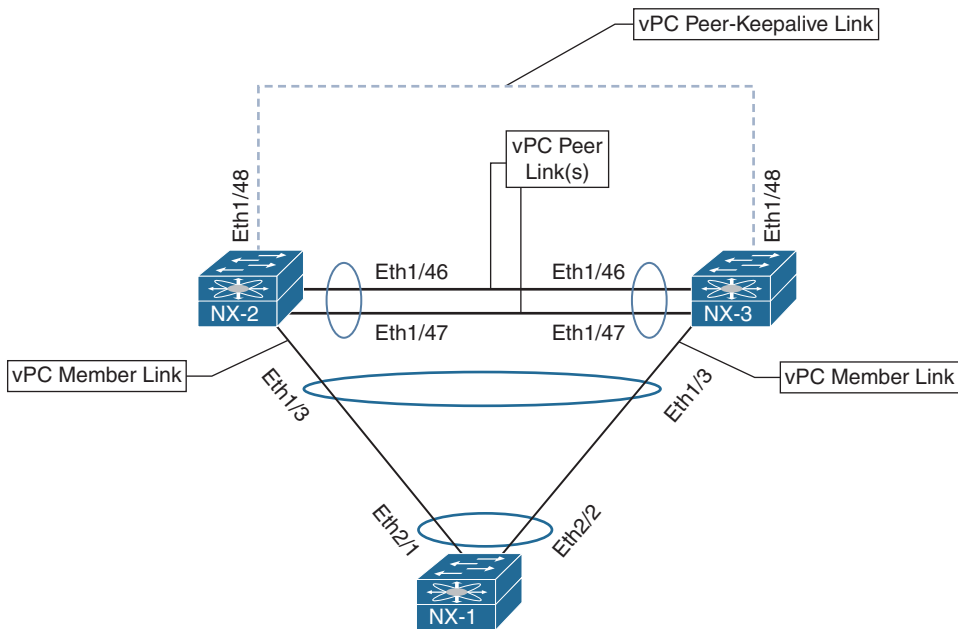 vPC Peer-Keepalive Link
vPC Peer
Link(s)
Eth1/48
Eth1/48
Eth1/46
Eth1/46
NX-2
NX-3
Eth1/47
Eth1/47
vPC Member Link
vPC Member Link
Eth1/3
Eth1/3
Eth2/1
Eth2/2
NX-1